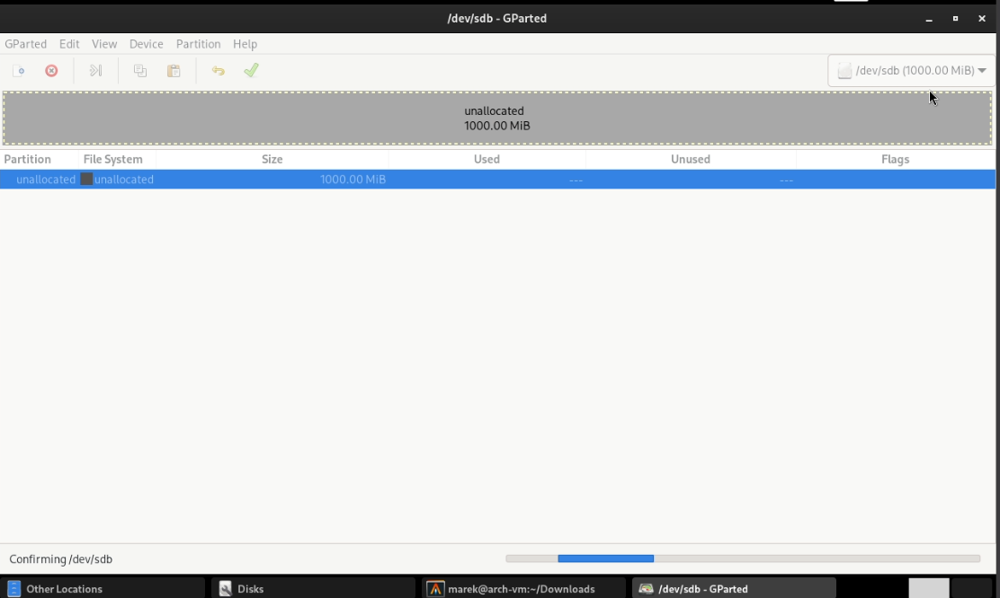 /dev/sdb - GParted
GParted Edit View Device Partition Help
/dev/sdb (1000.00 MiB)
unallocated
1000.00 MiB
Partition File System Size Used Unused Flags
unallocated unallocated 1000.00 MiB --- ---
Confirming /dev/sdb
Other Locations Disks marek@arch-vm:~/Downloads /dev/sdb - GParted